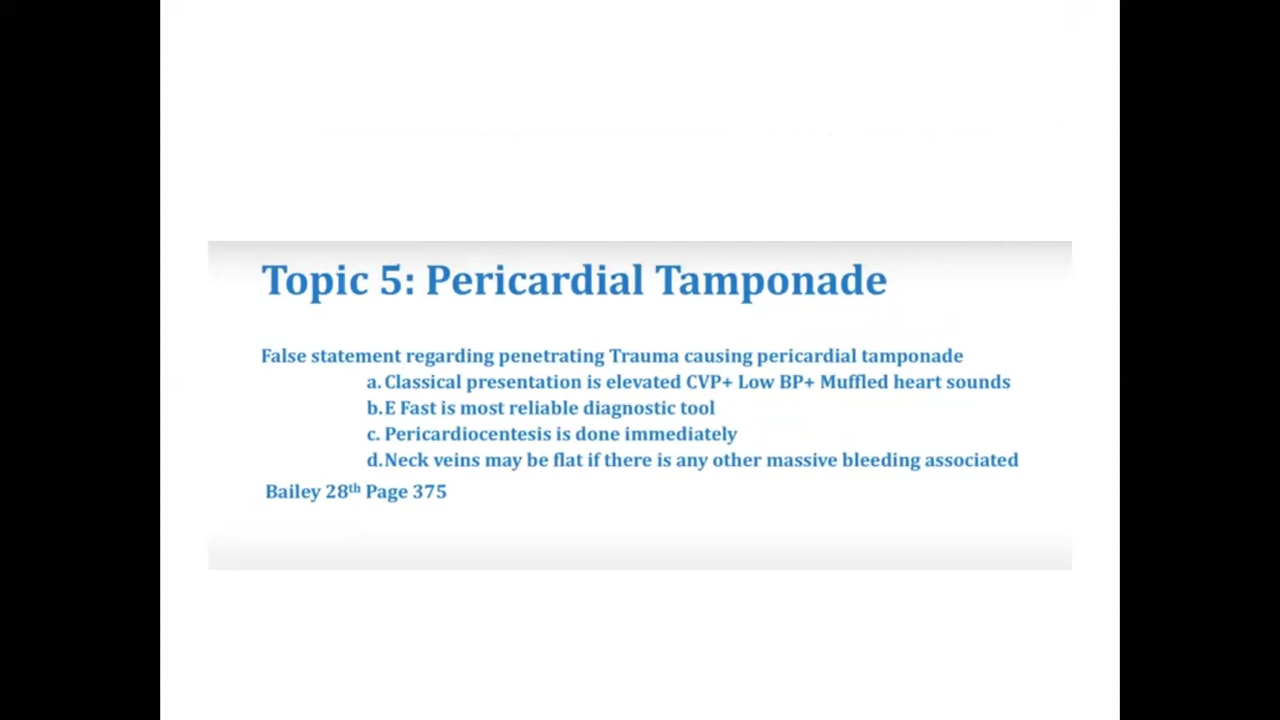 Topic 5: Pericardial Tamponade
False statement regarding penetrating Trauma causing pericardial tamponade
a. Classical presentation is elevated CVP+ Low BP+ Muffled heart sounds
b. E Fast is most reliable diagnostic tool
c. Pericardiocentesis is done immediately
d. Neck veins may be flat if there is any other massive bleeding associated
Bailey 28th Page 375